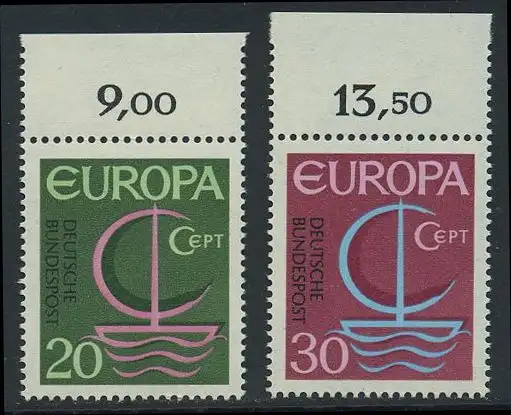 9,00
EUROPA
CEPT
DEUTSCHE
BUNDESPOST
20
13,50
EUROPA
CEPT
DEUTSCHE
BUNDESPOST
30